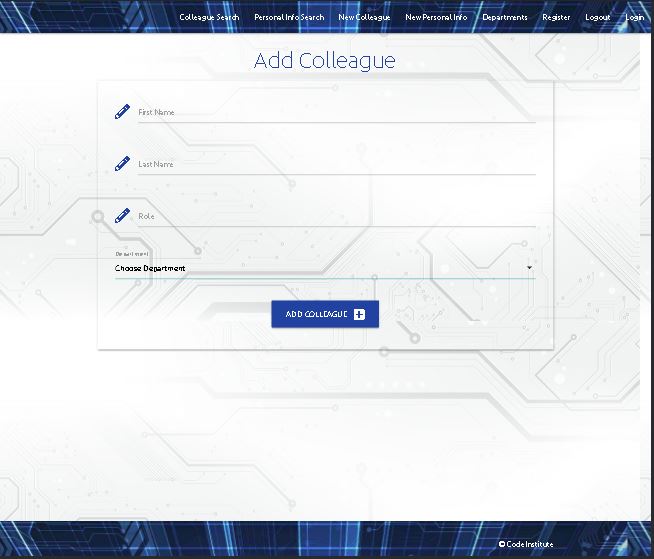 Colleague Search Personal Info Search New Colleague New Personal Info Departments Register Logout Login
Add Colleague
First Name
Last Name
Role
Department
Choose Department
ADD COLLEAGUE
© Code Institute